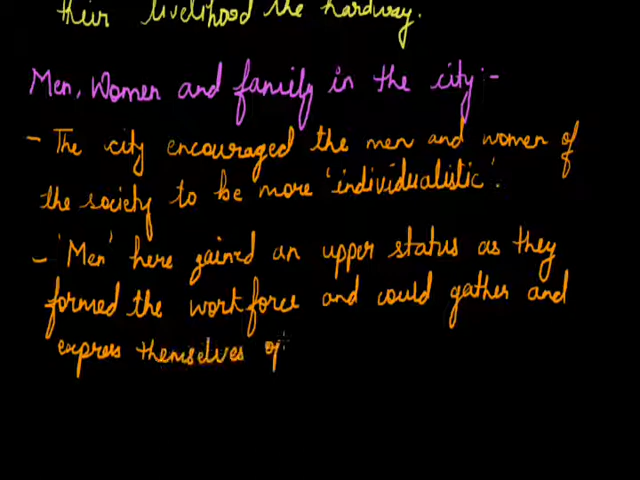 their livelihood the hardway.
Men, Women and family in the city :-
- The city encouraged the men and women of
the society to be more 'individualistic'.
- 'Men' here gained an upper status as they
formed the workforce and could gather and
express themselves